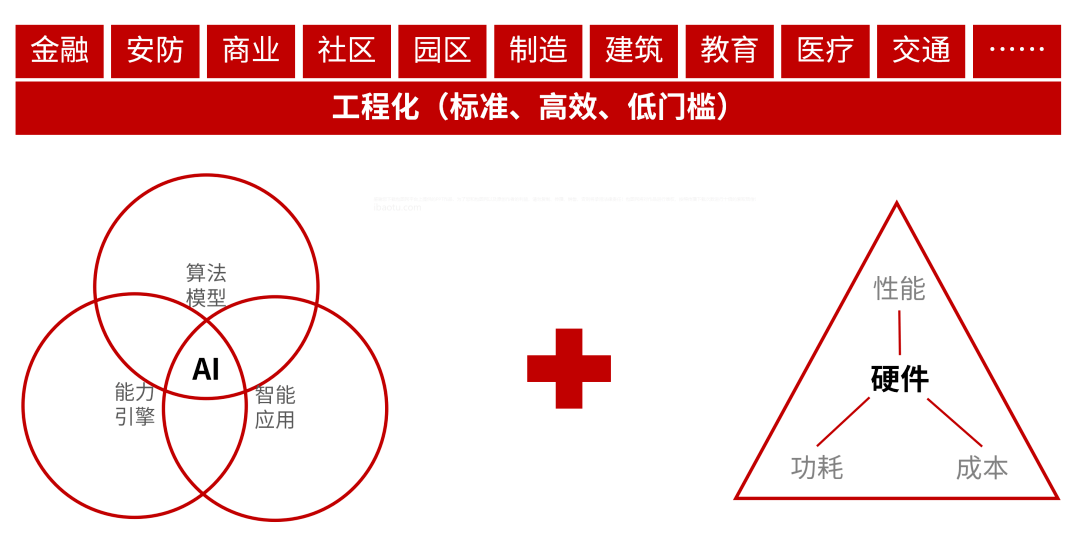 金融 安防 商业 社区 园区 制造 建筑 教育 医疗 交通 ······
工程化（标准、高效、低门槛）
算法
模型
AI
能力
引擎
智能
应用
性能
硬件
功耗
成本